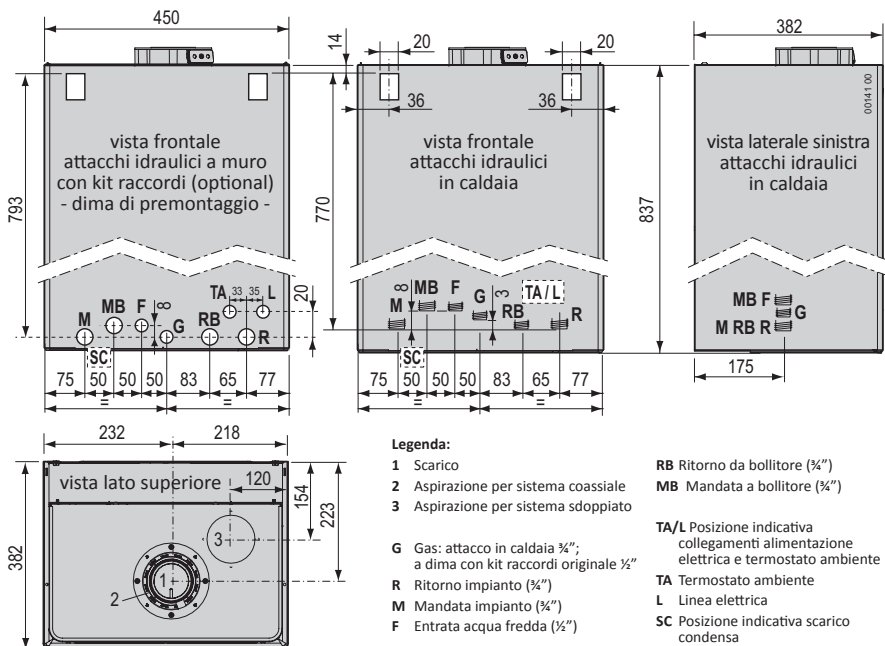 450
14
20
20
382
36
36
00141 00
vista frontale
attacchi idraulici a muro
con kit raccordi (optional)
- dima di premontaggio -
vista frontale
attacchi idraulici
in caldaia
vista laterale sinistra
attacchi idraulici
in caldaia
793
770
837
M MB F 8 G TA 33 35 L RB R 20
SC
M 8 MB F G 3 RB TA/L R
SC
MB F
G
M RB R
75 50 50 50 83 65 77
= =
75 50 50 50 83 65 77
= =
175
232 218
vista lato superiore
120
154
223
382
3
1
2
Legenda:
1 Scarico
2 Aspirazione per sistema coassiale
3 Aspirazione per sistema sdoppiato
G Gas: attacco in caldaia ¾”;
a dima con kit raccordi originale ½”
R Ritorno impianto (¾”)
M Mandata impianto (¾”)
F Entrata acqua fredda (½”)
RB Ritorno da bollitore (¾”)
MB Mandata a bollitore (¾”)
TA/L Posizione indicativa
collegamenti alimentazione
elettrica e termostato ambiente
TA Termostato ambiente
L Linea elettrica
SC Posizione indicativa scarico
condensa